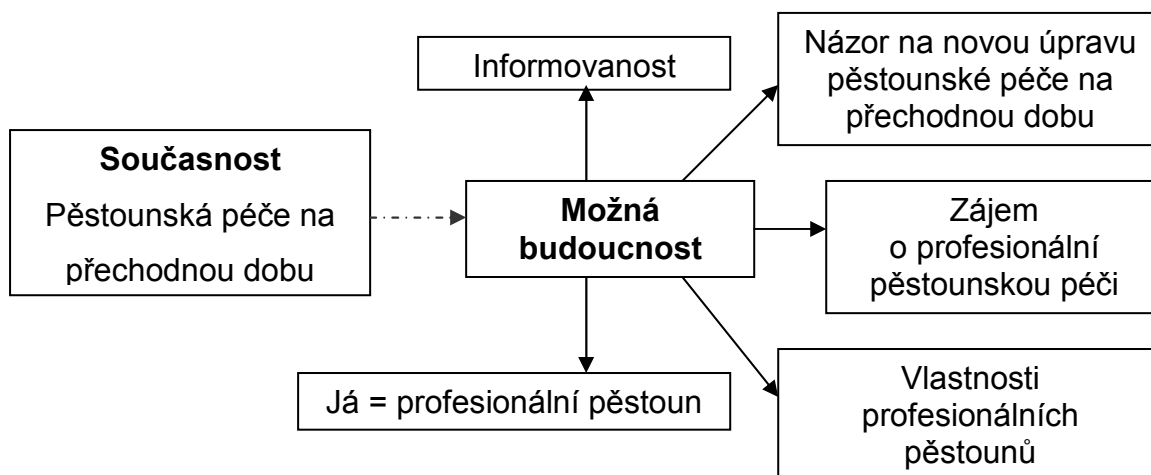 Informovanost
Názor na novou úpravu
pěstounské péče na
přechodnou dobu
Současnost
Pěstounská péče na
přechodnou dobu
Možná
budoucnost
Zájem
o profesionální
pěstounskou péči
Já = profesionální pěstoun
Vlastnosti
profesionálních
pěstounů